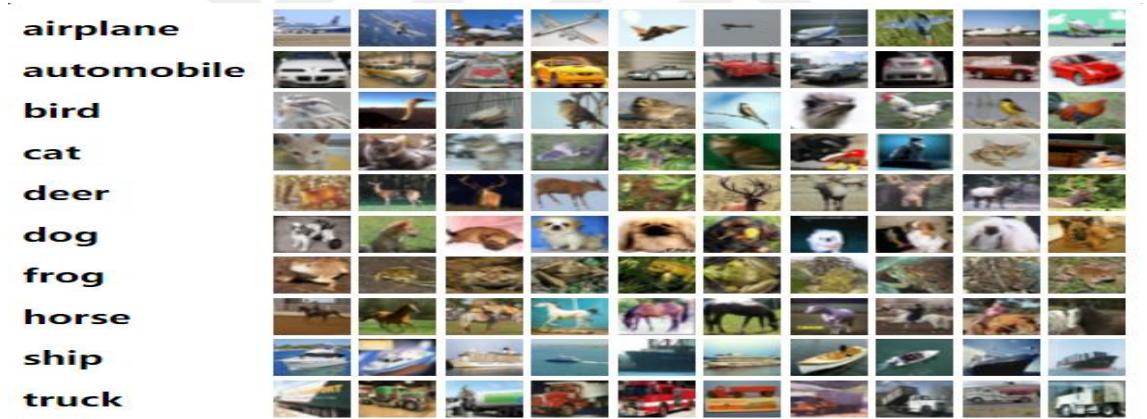 airplane
automobile
bird
cat
deer
dog
frog
horse
ship
truck